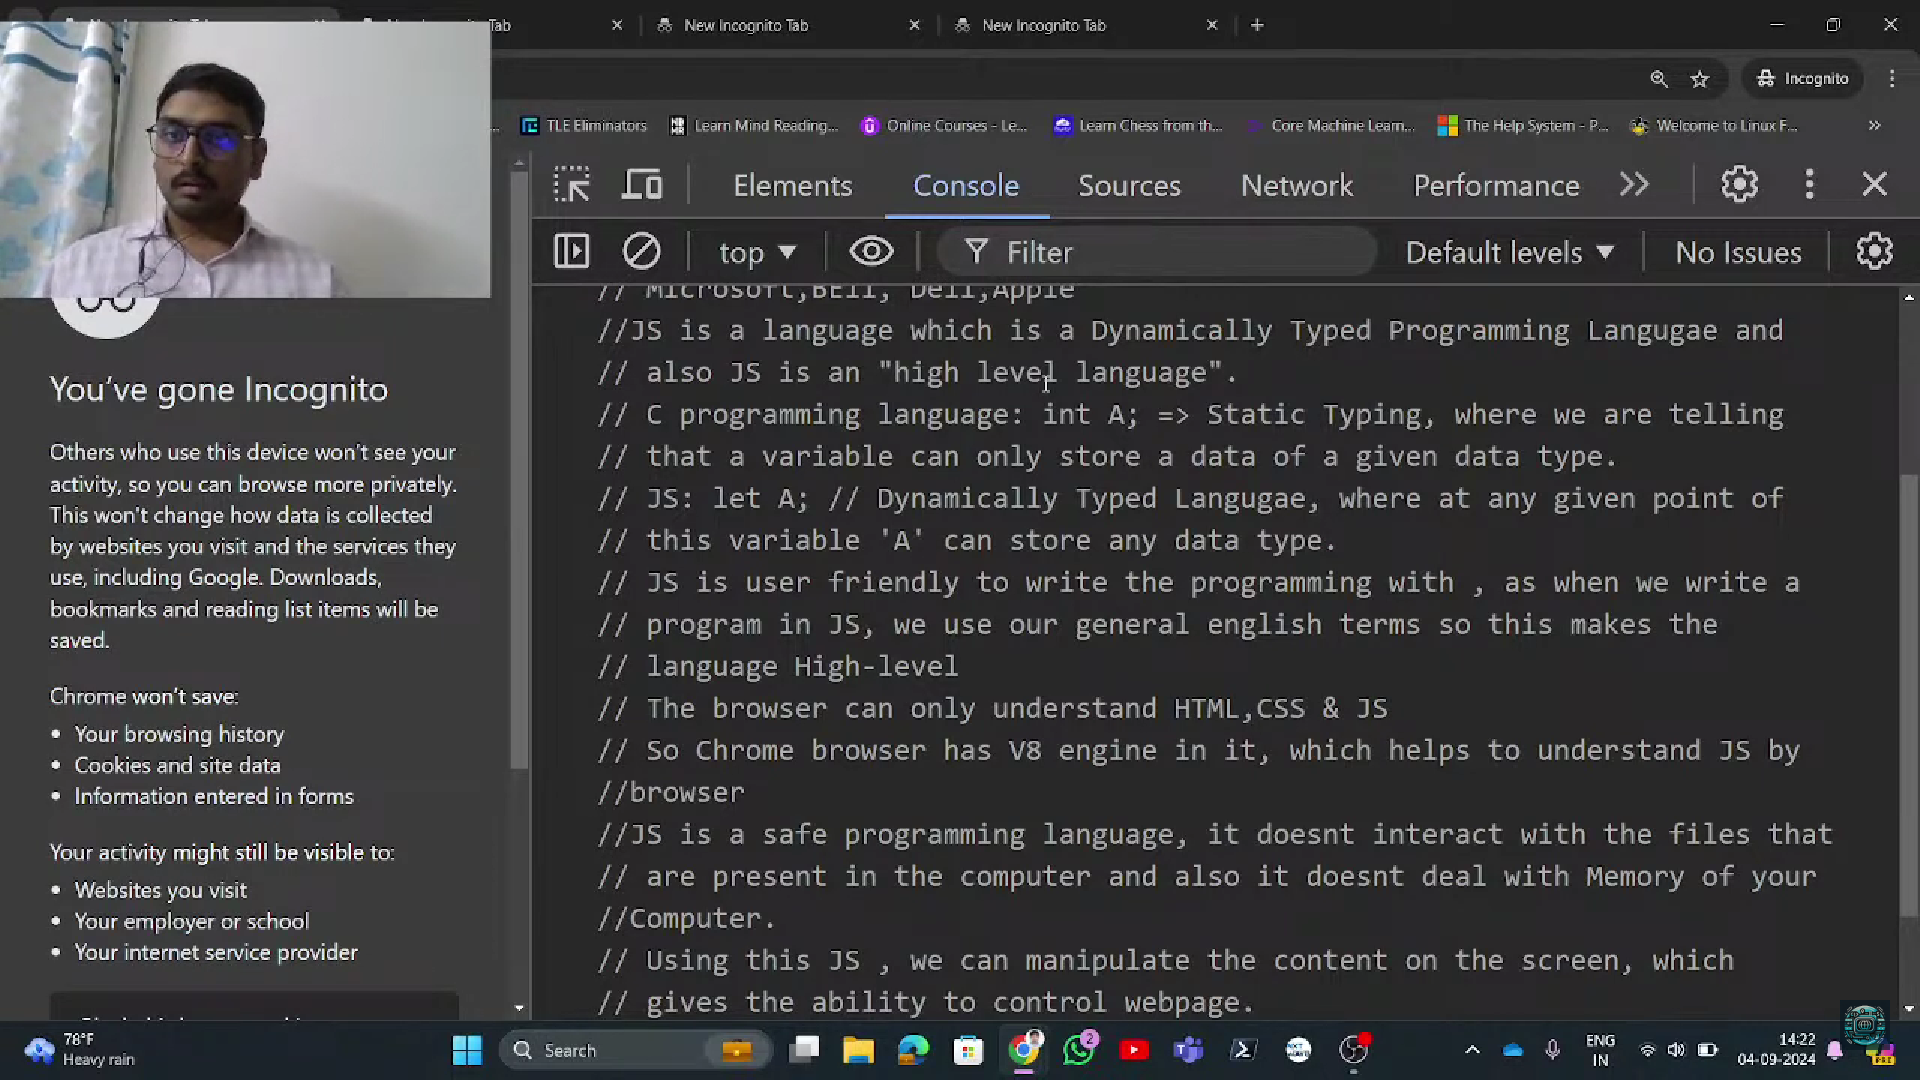 Tab
New Incognito Tab
New Incognito Tab
Incognito
TLE Eliminators
Learn Mind Reading...
Online Courses - Le...
Learn Chess from th...
Core Machine Learn...
The Help System - P...
Welcome to Linux F...
Elements
Console
Sources
Network
Performance
top
Filter
Default levels
No Issues
// Microsoft,BEll, Dell,Apple
//JS is a language which is a Dynamically Typed Programming Langugae and
// also JS is an "high level language".
// C programming language: int A; => Static Typing, where we are telling
// that a variable can only store a data of a given data type.
// JS: let A; // Dynamically Typed Langugae, where at any given point of
// this variable 'A' can store any data type.
// JS is user friendly to write the programming with , as when we write a
// program in JS, we use our general english terms so this makes the
// language High-level
// The browser can only understand HTML,CSS & JS
// So Chrome browser has V8 engine in it, which helps to understand JS by
//browser
//JS is a safe programming language, it doesnt interact with the files that
// are present in the computer and also it doesnt deal with Memory of your
//Computer.
// Using this JS , we can manipulate the content on the screen, which
// gives the ability to control webpage.
You've gone Incognito
Others who use this device won't see your
activity, so you can browse more privately.
This won't change how data is collected
by websites you visit and the services they
use, including Google. Downloads,
bookmarks and reading list items will be
saved.
Chrome won't save:
• Your browsing history
• Cookies and site data
• Information entered in forms
Your activity might still be visible to:
• Websites you visit
• Your employer or school
• Your internet service provider
78°F
Heavy rain
Search
2
ENG
IN
14:22
04-09-2024
PRE